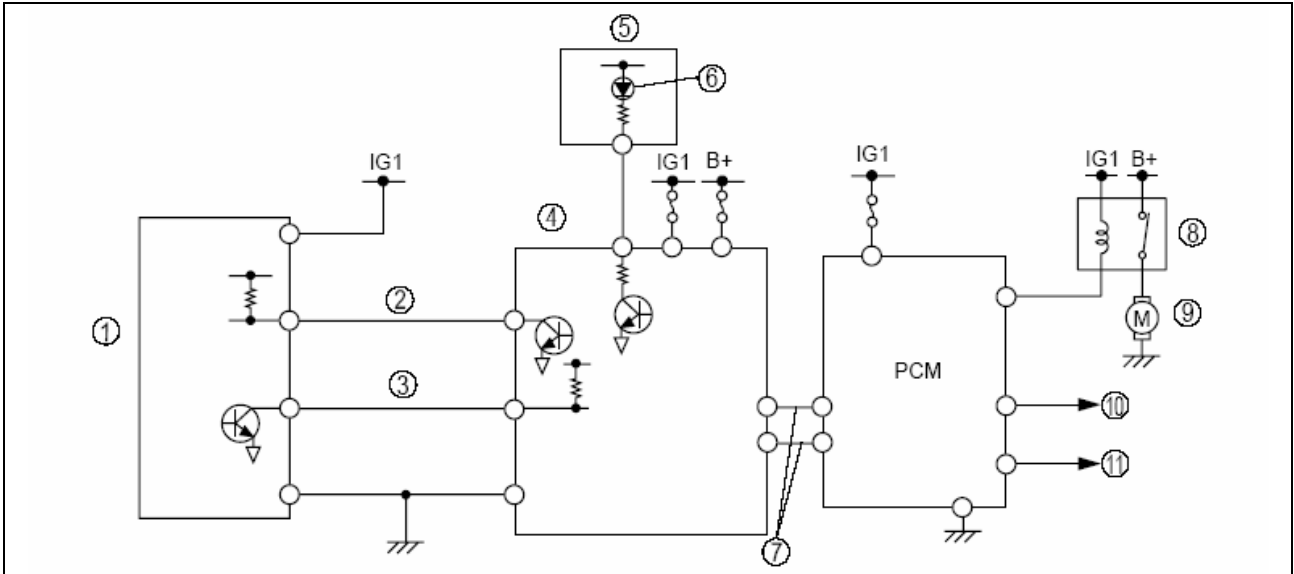 ⑤
⑥
IG1
IG1 B+
IG1
IG1 B+
④
⑧
②
①
⑨
M
PCM
③
⑩
⑪
⑦